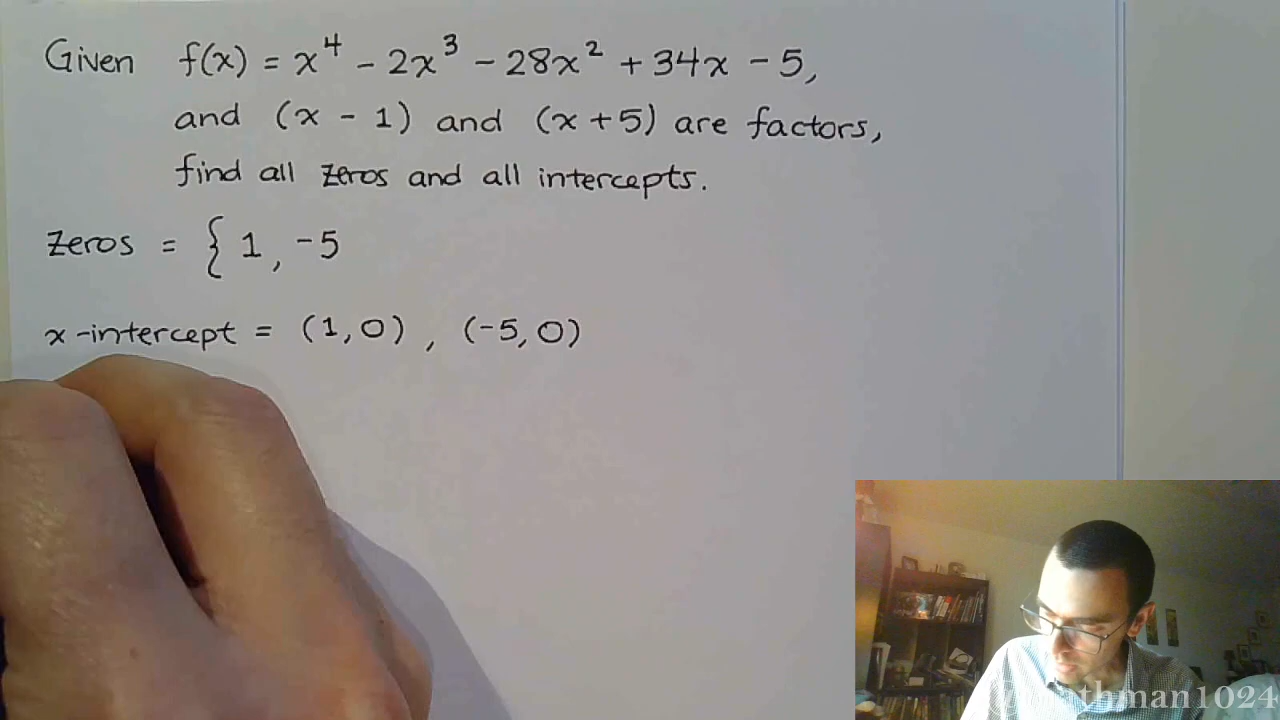 Given f(x) = x⁴ - 2x³ - 28x² + 34x - 5,
and (x - 1) and (x + 5) are factors,
find all zeros and all intercepts.
zeros = { 1, -5
x-intercept = (1, 0), (-5, 0)